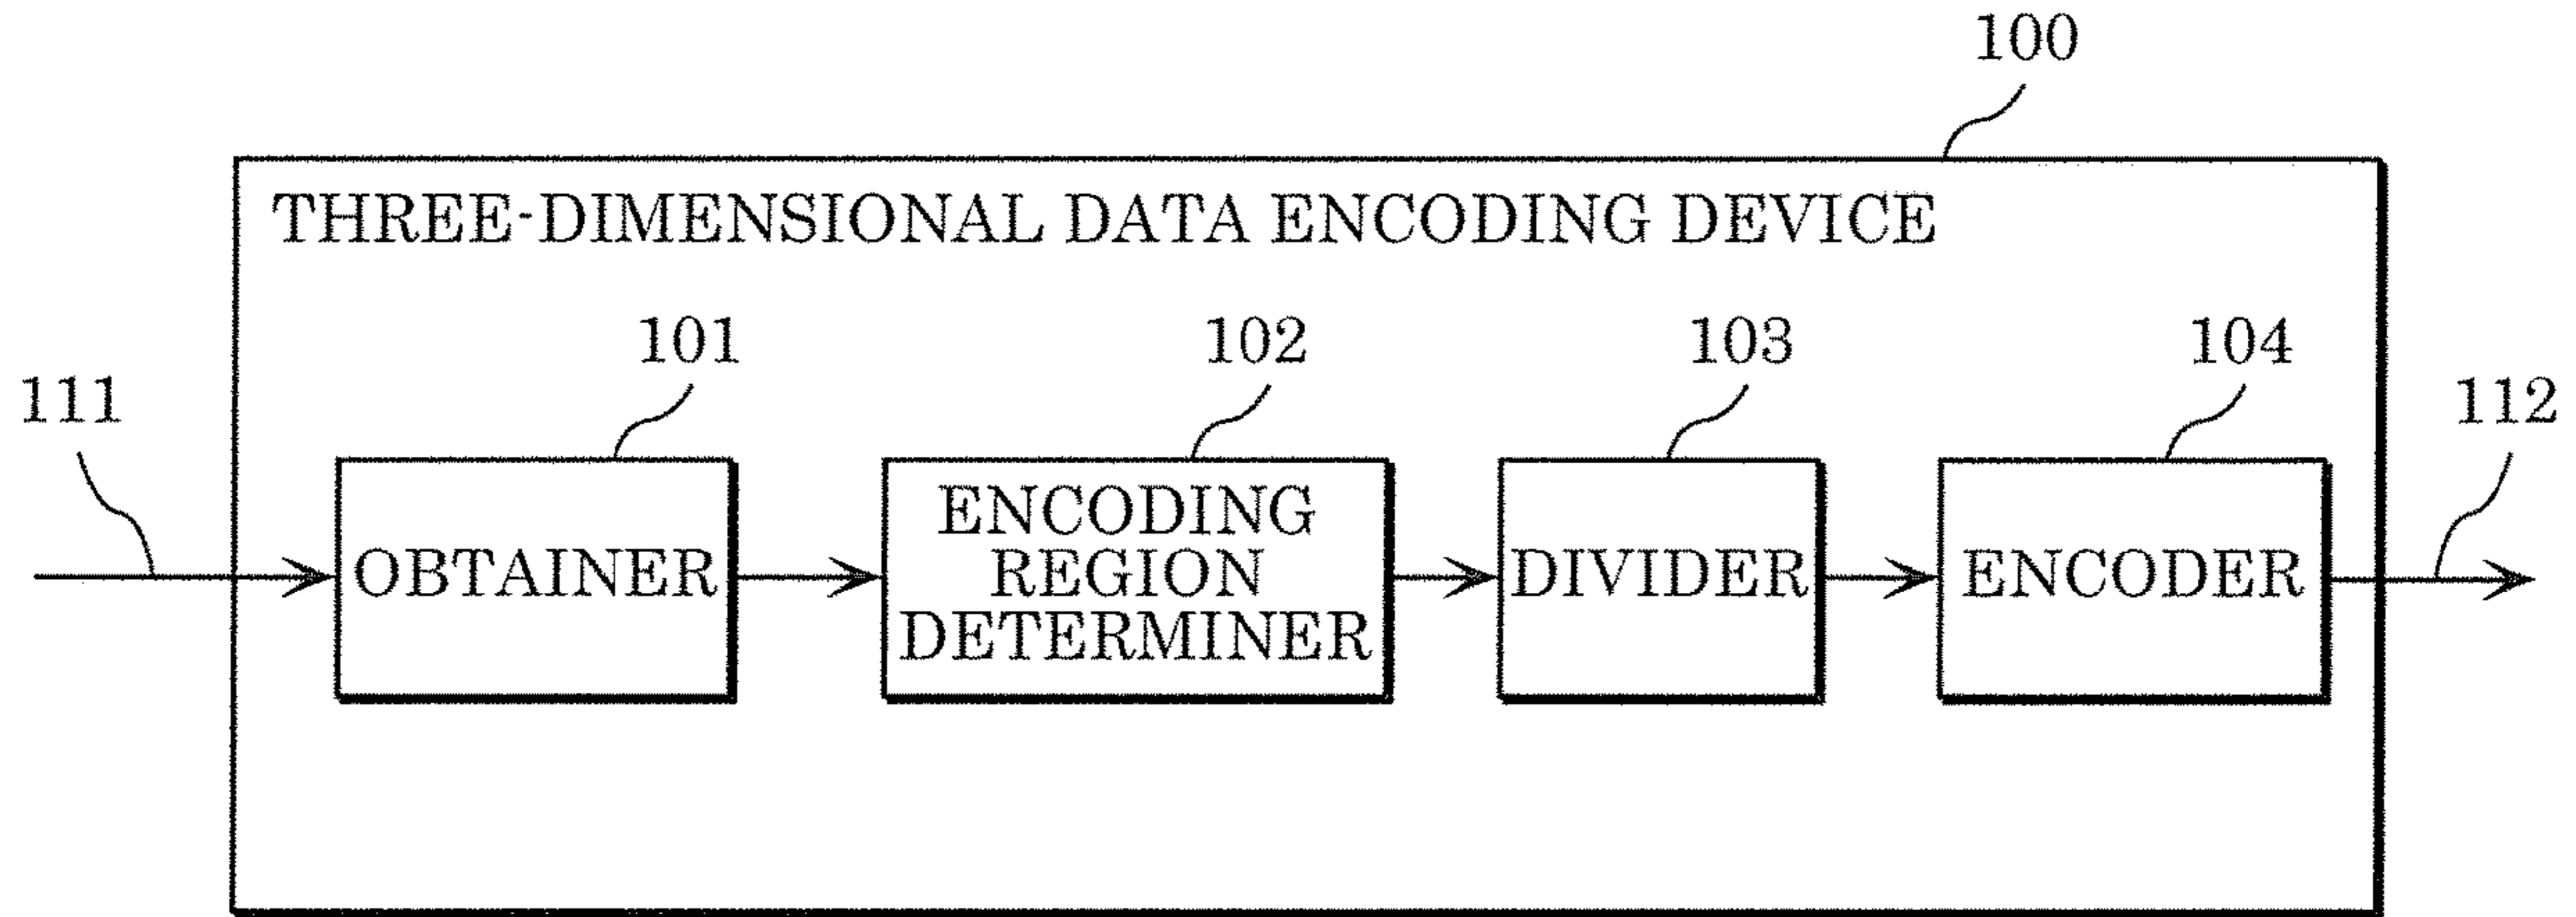 100
THREE-DIMENSIONAL DATA ENCODING DEVICE
101
102
103
104
111
112
OBTAINER
ENCODING
REGION
DETERMINER
DIVIDER
ENCODER